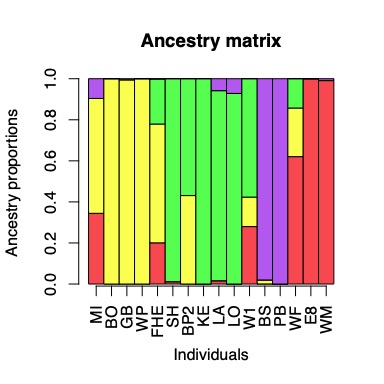 Ancestry matrix
Ancestry proportions
1.0
0.8
0.6
0.4
0.2
0.0
MI BO GB WP FHE SH BP2 KE LA LO W1 BS PB WF E8 WM
Individuals